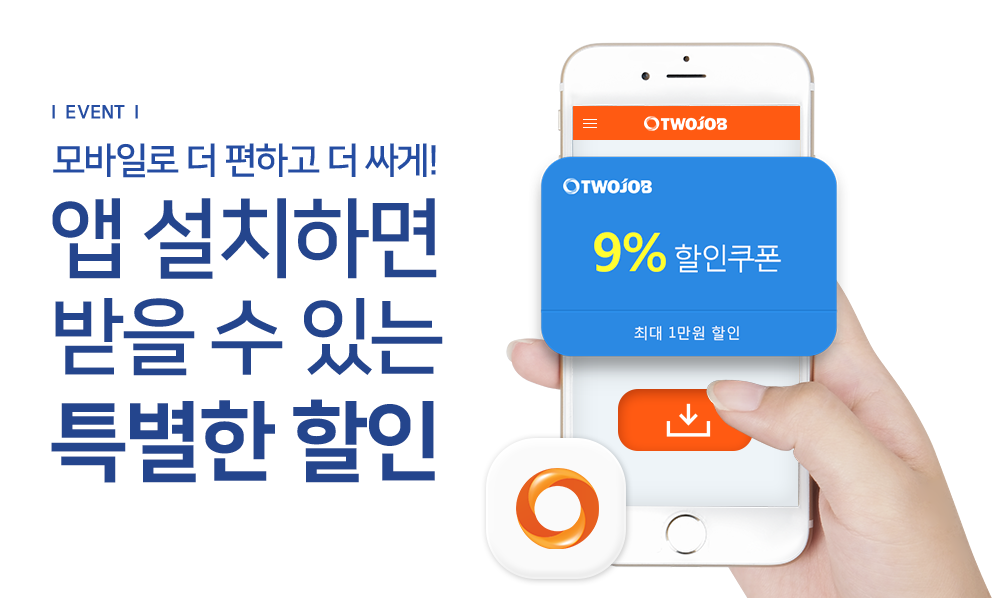 | EVENT |
모바일로 더 편하고 더 싸게!
앱 설치하면
받을 수 있는
특별한 할인
TWOJOB
TWOJOB
9% 할인쿠폰
최대 1만원 할인